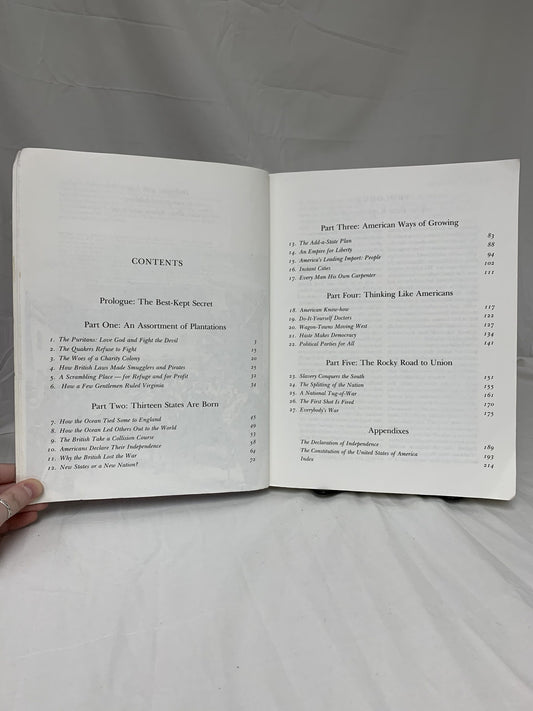 CONTENTS
Prologue: The Best-Kept Secret
Part One: An Assortment of Plantations
1. The Puritans: Love God and Fight the Devil 3
2. The Quakers Refuse to Fight 15
3. The Woes of a Charity Colony 20
4. How British Laws Made Smugglers and Pirates 25
5. A Scrambling Place—for Refuge and for Profit 31
6. How a Few Gentlemen Ruled Virginia 34
Part Two: Thirteen States Are Born
7. How the Ocean Tied Some to England 45
8. How the Ocean Led Others Out to the World 49
9. The British Take a Collision Course 53
10. Americans Declare Their Independence 58
11. Why the British Lost the War 64
12. New States or a New Nation? 72
Part Three: American Ways of Growing
13. The Add-a-State Plan 83
14. An Empire for Liberty 88
15. America's Leading Import: People 94
16. Instant Cities 102
17. Every Man His Own Carpenter 111
Part Four: Thinking Like Americans
18. American Know-how 117
19. Do-It-Yourself Doctors 122
20. Wagon-Towns Moving West 127
21. Haste Makes Democracy 134
22. Political Parties for All 141
Part Five: The Rocky Road to Union
23. Slavery Conquers the South 151
24. The Splitting of the Nation 155
25. A National Tug-of-War 161
26. The First Shot Is Fired 170
27. Everybody's War 175
Appendixes
The Declaration of Independence 189
The Constitution of the United States of America 193
Index 214